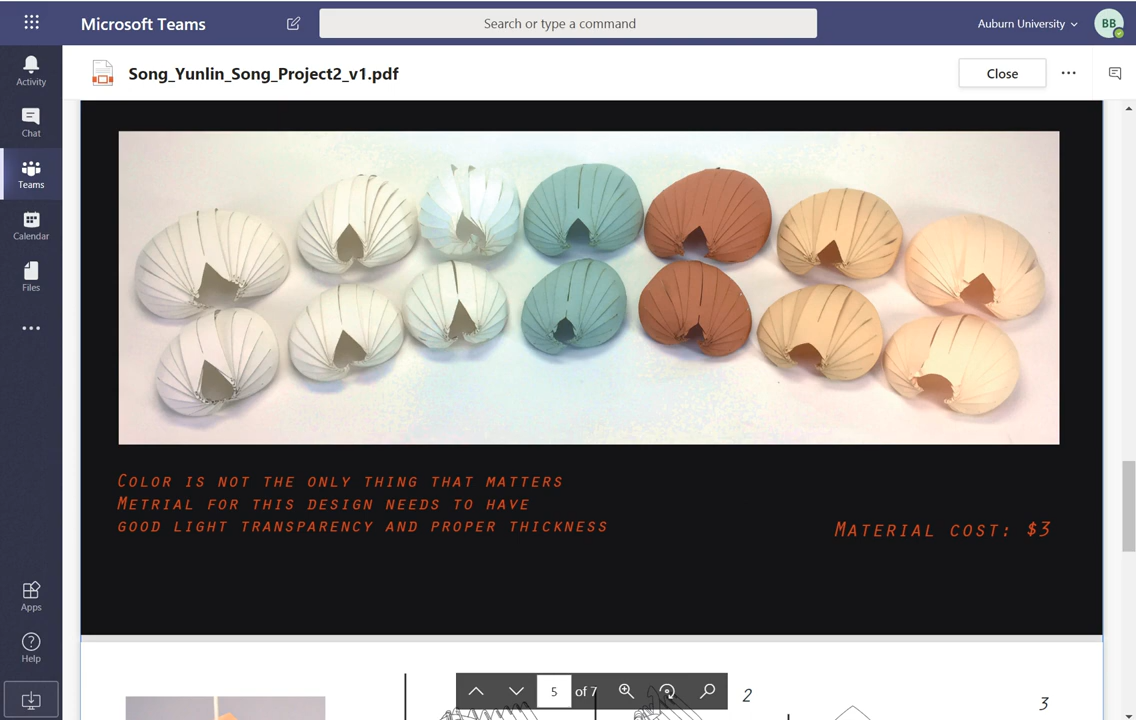 Microsoft Teams
Search or type a command
Auburn University
BB
Activity
Chat
Teams
Calendar
Files
Apps
Help
Song_Yunlin_Song_Project2_v1.pdf
Close
COLOR IS NOT THE ONLY THING THAT MATTERS
METRIAL FOR THIS DESIGN NEEDS TO HAVE
GOOD LIGHT TRANSPARENCY AND PROPER THICKNESS
MATERIAL COST: $3
5 of 7
2
3